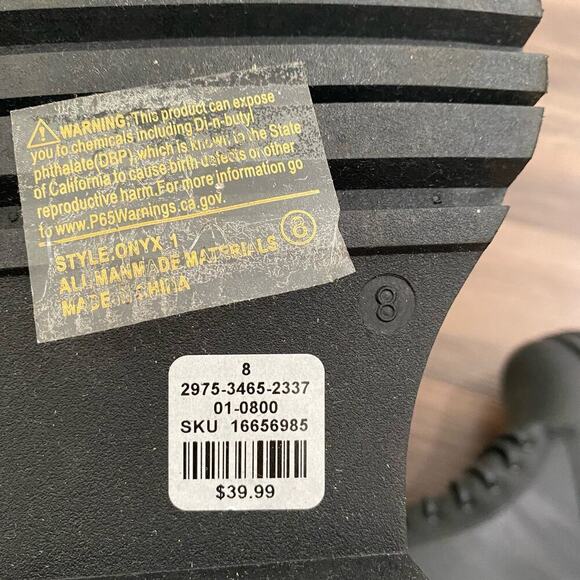 WARNING: This product can expose
you to chemicals including Di-n-butyl
phthalate(DBP), which is known to the State
of California to cause birth defects or other
reproductive harm. For more information go
to www.P65Warnings.ca.gov.
STYLE:ONYX 1
ALL MANMADE MATERIALS 8
MADE IN CHINA
8
8
2975-3465-2337
01-0800
SKU 16656985
$39.99